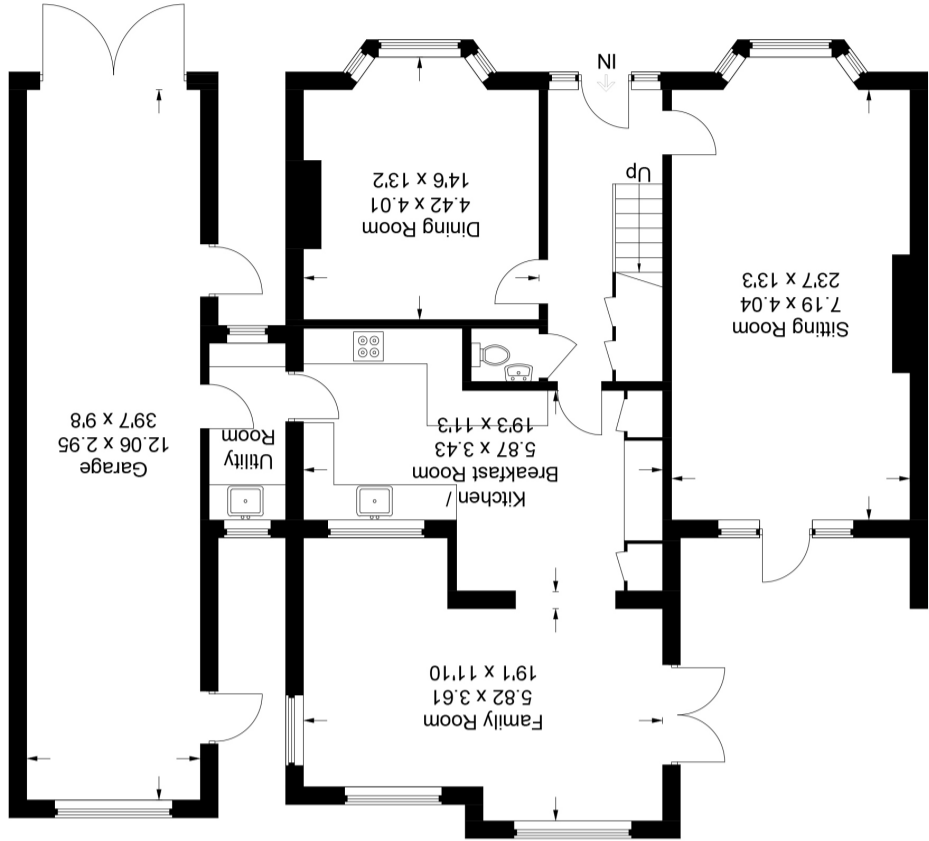 Family Room
5.82 x 3.61
19'1 x 11'10
Garage
12.06 x 2.95
39'7 x 9'8
Utility
Room
Kitchen /
Breakfast Room
5.87 x 3.43
19'3 x 11'3
Sitting Room
7.19 x 4.04
23'7 x 13'3
Dining Room
4.42 x 4.01
14'6 x 13'2
Up
IN